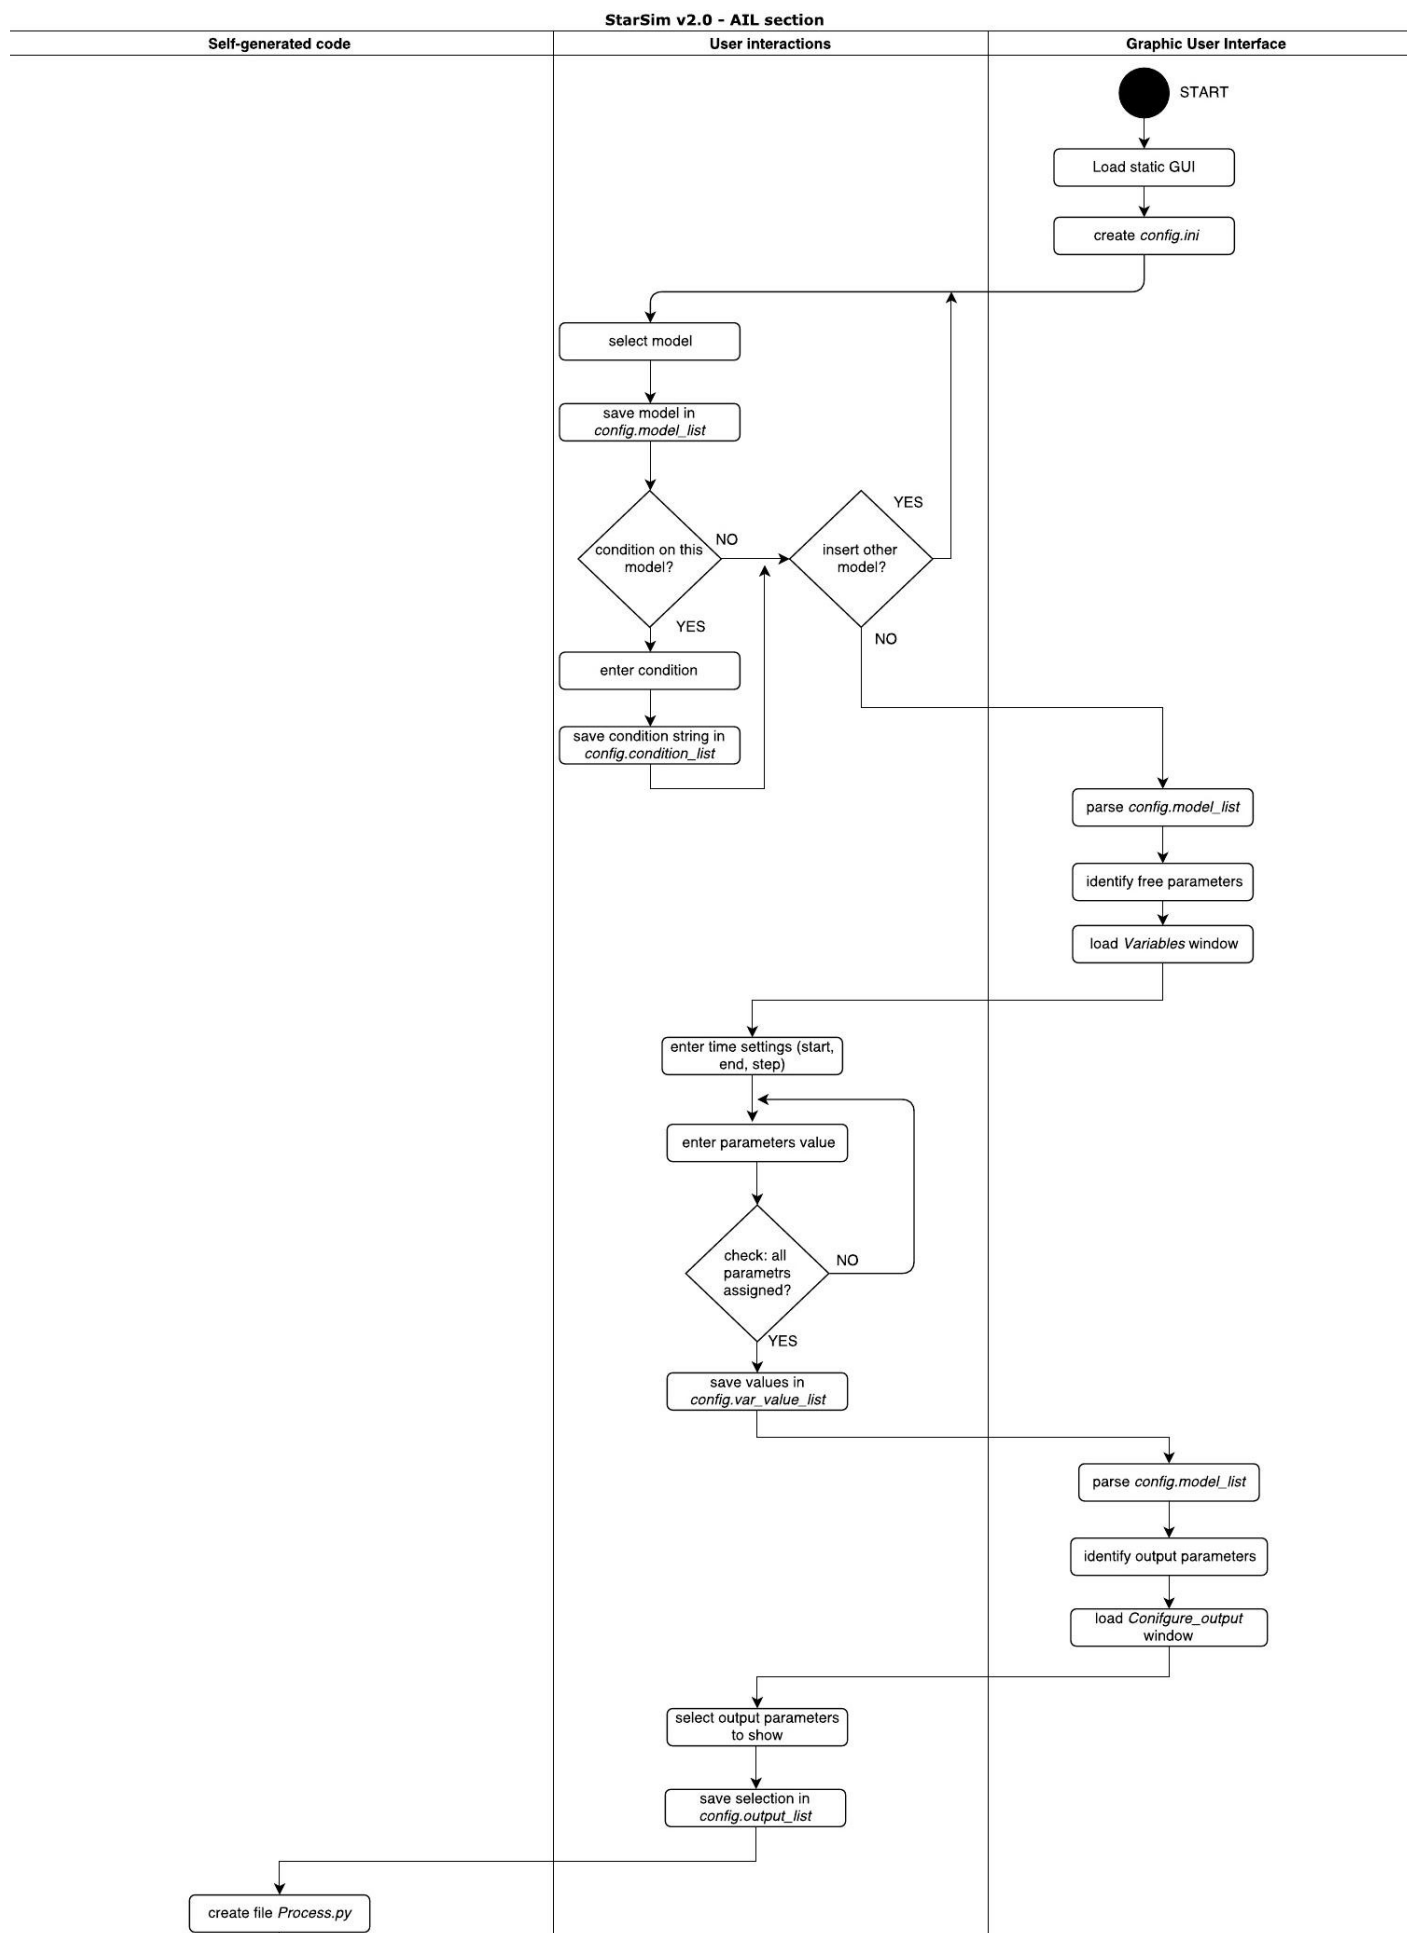 StarSim v2.0 - AIL section
Self-generated code
User interactions
Graphic User Interface
START
Load static GUI
create config.ini
select model
save model in
config.model_list
condition on this
model?
NO
YES
insert other
model?
YES
NO
enter condition
save condition string in
config.condition_list
parse config.model_list
identify free parameters
load Variables window
enter time settings (start,
end, step)
enter parameters value
check: all
parametrs
assigned?
NO
YES
save values in
config.var_value_list
parse config.model_list
identify output parameters
load Conifgure_output
window
select output parameters
to show
save selection in
config.output_list
create file Process.py